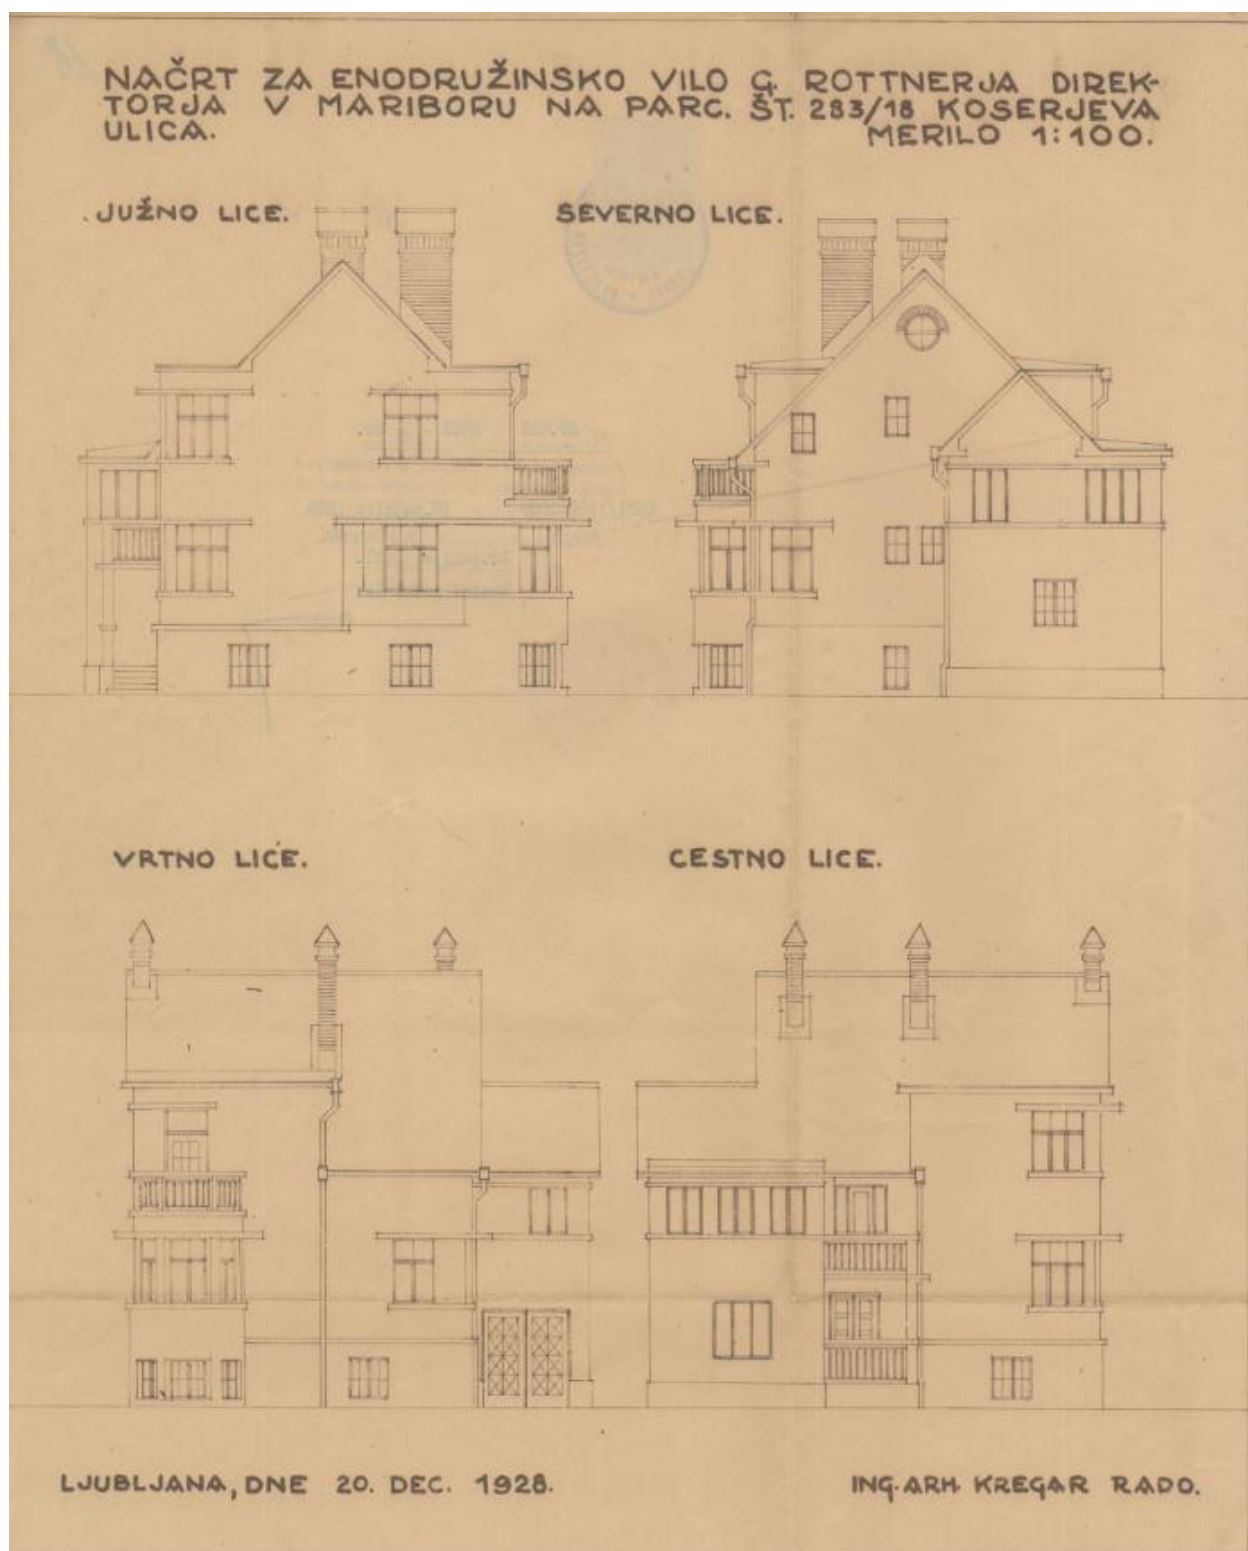 NAČRT ZA ENODRUŽINSKO VILO G. ROTTNERJA DIREK-
TORJA V MARIBORU NA PARC. ŠT. 283/18 KOSERJEVA
ULICA. MERILO 1:100.
JUŽNO LICE. SEVERNO LICE.
VRTNO LICE. CESTNO LICE.
LJUBLJANA, DNE 20. DEC. 1928. ING. ARH. KREGAR RADO.